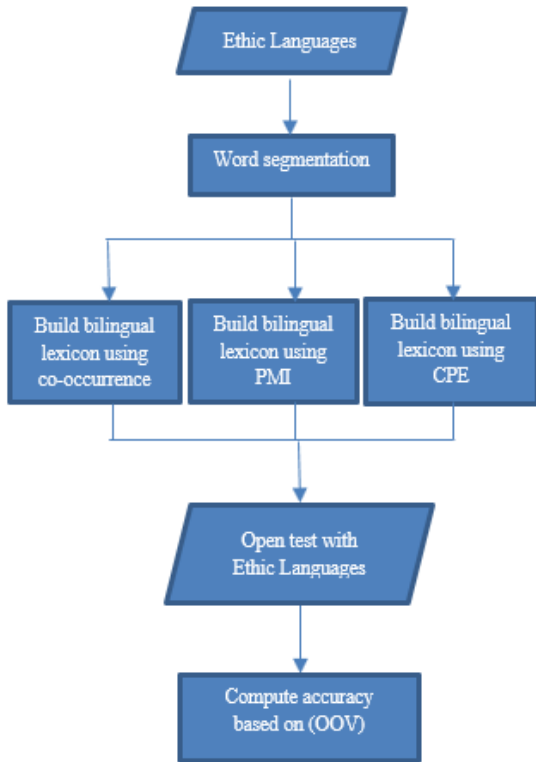 Ethic Languages
Word segmentation
Build bilingual
lexicon using
co-occurrence
Build bilingual
lexicon using
PMI
Build bilingual
lexicon using
CPE
Open test with
Ethic Languages
Compute accuracy
based on (OOV)